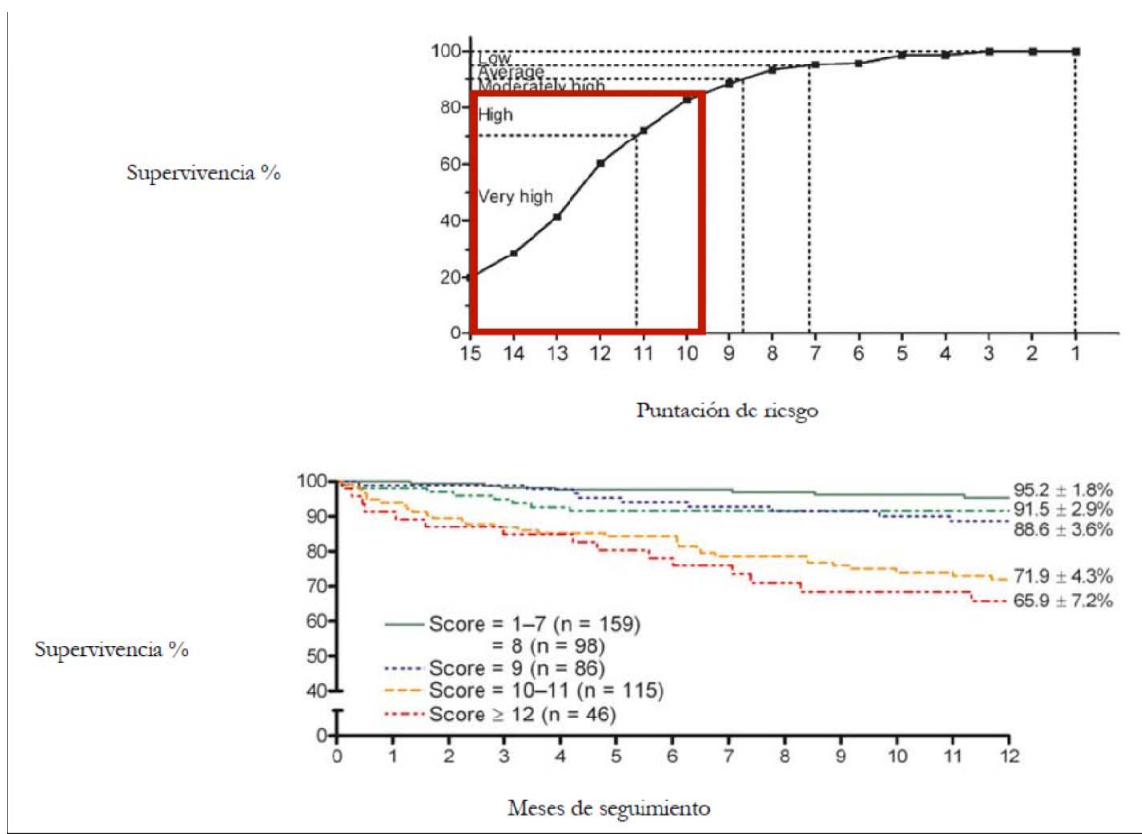 100
Low
Average
Moderately high
80
High
60
Very high
40
20
0
15 14 13 12 11 10 9 8 7 6 5 4 3 2 1
Supervivencia %
Puntación de riesgo
100
90
80
70
60
50
40
0
95.2 ± 1.8%
91.5 ± 2.9%
88.6 ± 3.6%
71.9 ± 4.3%
65.9 ± 7.2%
Score = 1–7 (n = 159)
= 8 (n = 98)
Score = 9 (n = 86)
Score = 10–11 (n = 115)
Score ≥ 12 (n = 46)
Supervivencia %
0 1 2 3 4 5 6 7 8 9 10 11 12
Meses de seguimiento